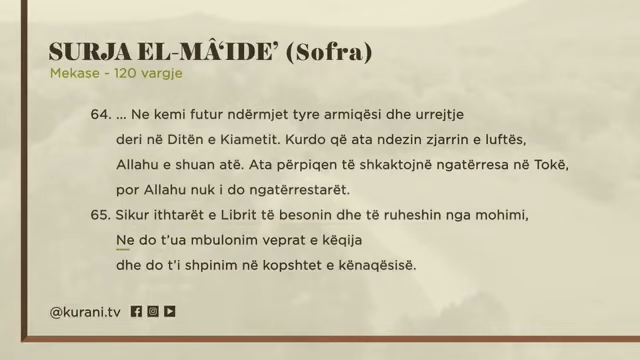 SURJA EL-MÂ‘IDE’ (Sofra)
Mekase - 120 vargje
64. ... Ne kemi futur ndërmjet tyre armiqësi dhe urrejtje
deri në Ditën e Kiametit. Kurdo që ata ndezin zjarrin e luftës,
Allahu e shuan atë. Ata përpiqen të shkaktojnë ngatërresa në Tokë,
por Allahu nuk i do ngatërrestarët.
65. Sikur ithtarët e Librit të besonin dhe të ruheshin nga mohimi,
Ne do t’ua mbulonim veprat e këqija
dhe do t’i shpinim në kopshtet e kënaqësisë.
@kurani.tv